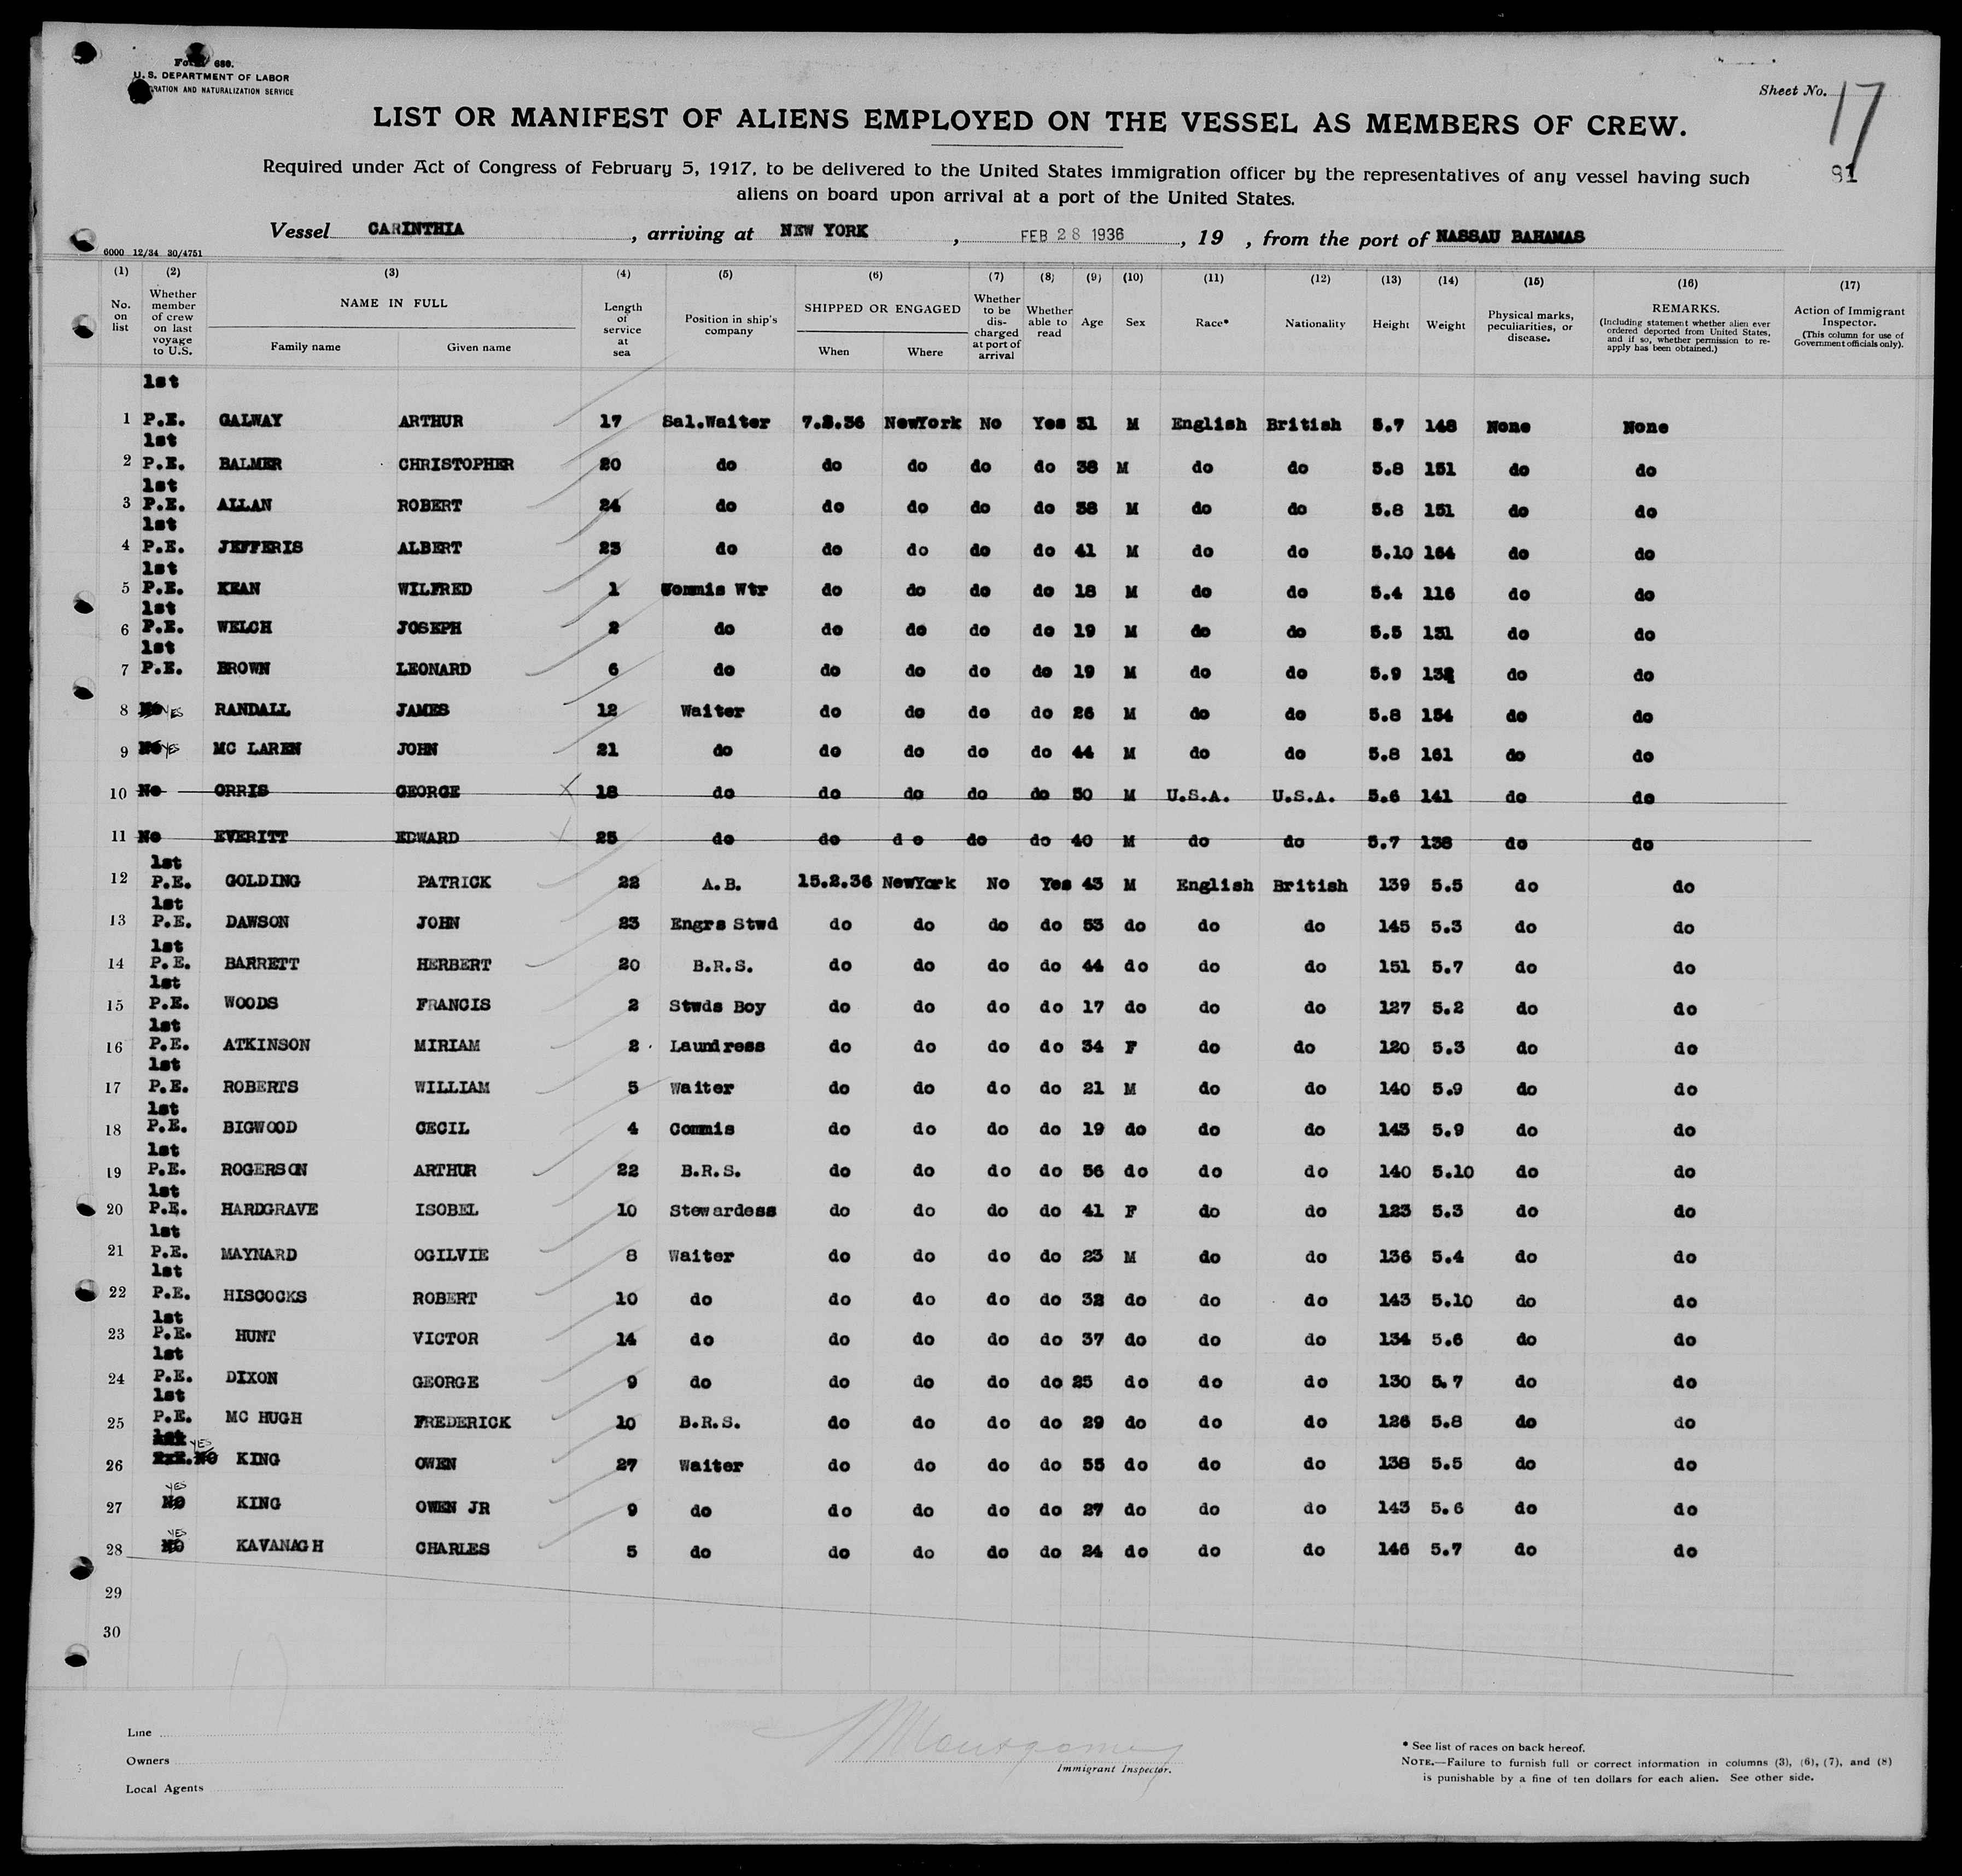 Form 680.
U. S. DEPARTMENT OF LABOR
GRATION AND NATURALIZATION SERVICE
Sheet No. 17
81
LIST OR MANIFEST OF ALIENS EMPLOYED ON THE VESSEL AS MEMBERS OF CREW.
Required under Act of Congress of February 5, 1917, to be delivered to the United States immigration officer by the representatives of any vessel having such
aliens on board upon arrival at a port of the United States.
Vessel CARINTHIA, arriving at NEW YORK, FEB 28 1936, 19 , from the port of NASSAU BAHAMAS
6000 12/34 30/4751
(1) (2) (3) (4) (5) (6) (7) (8) (9) (10) (11) (12) (13) (14) (15) (16) (17)
No. on list
Whether member of crew on last voyage to U.S.
NAME IN FULL
Family name Given name
Length of service at sea
Position in ship's company
SHIPPED OR ENGAGED
When Where
Whether to be discharged at port of arrival
Whether able to read
Age
Sex
Race*
Nationality
Height
Weight
Physical marks, peculiarities, or disease.
REMARKS.
(Including statement whether alien ever ordered deported from United States, and if so, whether permission to re-apply has been obtained.)
Action of Immigrant Inspector.
(This column for use of Government officials only).
1st
1 P.E. GALWAY ARTHUR 17 Sal.Waiter 7.2.36 NewYork No Yes 31 M English British 5.7 148 None None
1st
2 P.E. BALMER CHRISTOPHER 20 do do do do do 38 M do do 5.8 151 do do
1st
3 P.E. ALLAN ROBERT 24 do do do do do 38 M do do 5.8 151 do do
1st
4 P.E. JEFFERIS ALBERT 23 do do do do do 41 M do do 5.10 164 do do
1st
5 P.E. KEAN WILFRED 1 Commis Wtr do do do do 18 M do do 5.4 116 do do
1st
6 P.E. WELCH JOSEPH 2 do do do do do 19 M do do 5.5 131 do do
1st
7 P.E. BROWN LEONARD 6 do do do do do 19 M do do 5.9 138 do do
8 No YES RANDALL JAMES 12 Waiter do do do do 26 M do do 5.8 154 do do
9 No YES MC LAREN JOHN 21 do do do do do 44 M do do 5.8 161 do do
10 No ORRIS GEORGE X 18 do do do do do 50 M U.S.A. U.S.A. 5.6 141 do do
11 No EVERITT EDWARD X 25 do do do do do 40 M do do 5.7 138 do do
1st
12 P.E. GOLDING PATRICK 22 A.B. 15.2.36 NewYork No Yes 43 M English British 139 5.5 do do
1st
13 P.E. DAWSON JOHN 23 Engrs Stwd do do do do 53 do do do 145 5.3 do do
1st
14 P.E. BARRETT HERBERT 20 B.R.S. do do do do 44 do do do 151 5.7 do do
1st
15 P.E. WOODS FRANCIS 2 Stwds Boy do do do do 17 do do do 127 5.2 do do
1st
16 P.E. ATKINSON MIRIAM 2 Laundress do do do do 34 F do do 120 5.3 do do
1st
17 P.E. ROBERTS WILLIAM 5 Waiter do do do do 21 M do do 140 5.9 do do
1st
18 P.E. BIGWOOD CECIL 4 Commis do do do do 19 do do do 143 5.9 do do
1st
19 P.E. ROGERSON ARTHUR 22 B.R.S. do do do do 56 do do do 140 5.10 do do
1st
20 P.E. HARDGRAVE ISOBEL 10 Stewardess do do do do 41 F do do 123 5.3 do do
1st
21 P.E. MAYNARD OGILVIE 8 Waiter do do do do 23 M do do 136 5.4 do do
1st
22 P.E. HISCOCKS ROBERT 10 do do do do do 32 do do do 143 5.10 do do
1st
23 P.E. HUNT VICTOR 14 do do do do do 37 do do do 134 5.6 do do
1st
24 P.E. DIXON GEORGE 9 do do do do do 25 do do do 130 5.7 do do
1st
25 P.E. MC HUGH FREDERICK 10 B.R.S. do do do do 29 do do do 126 5.8 do do
1st YES
26 P.E. NO KING OWEN 27 Waiter do do do do 55 do do do 138 5.5 do do
YES
27 NO KING OWEN JR 9 do do do do do 27 do do do 143 5.6 do do
YES
28 NO KAVANAGH CHARLES 5 do do do do do 24 do do do 146 5.7 do do
29
30
17
Line
Owners
Local Agents
Montgomery
Immigrant Inspector.
* See list of races on back hereof.
NOTE.—Failure to furnish full or correct information in columns (3), (6), (7), and (8)
is punishable by a fine of ten dollars for each alien. See other side.